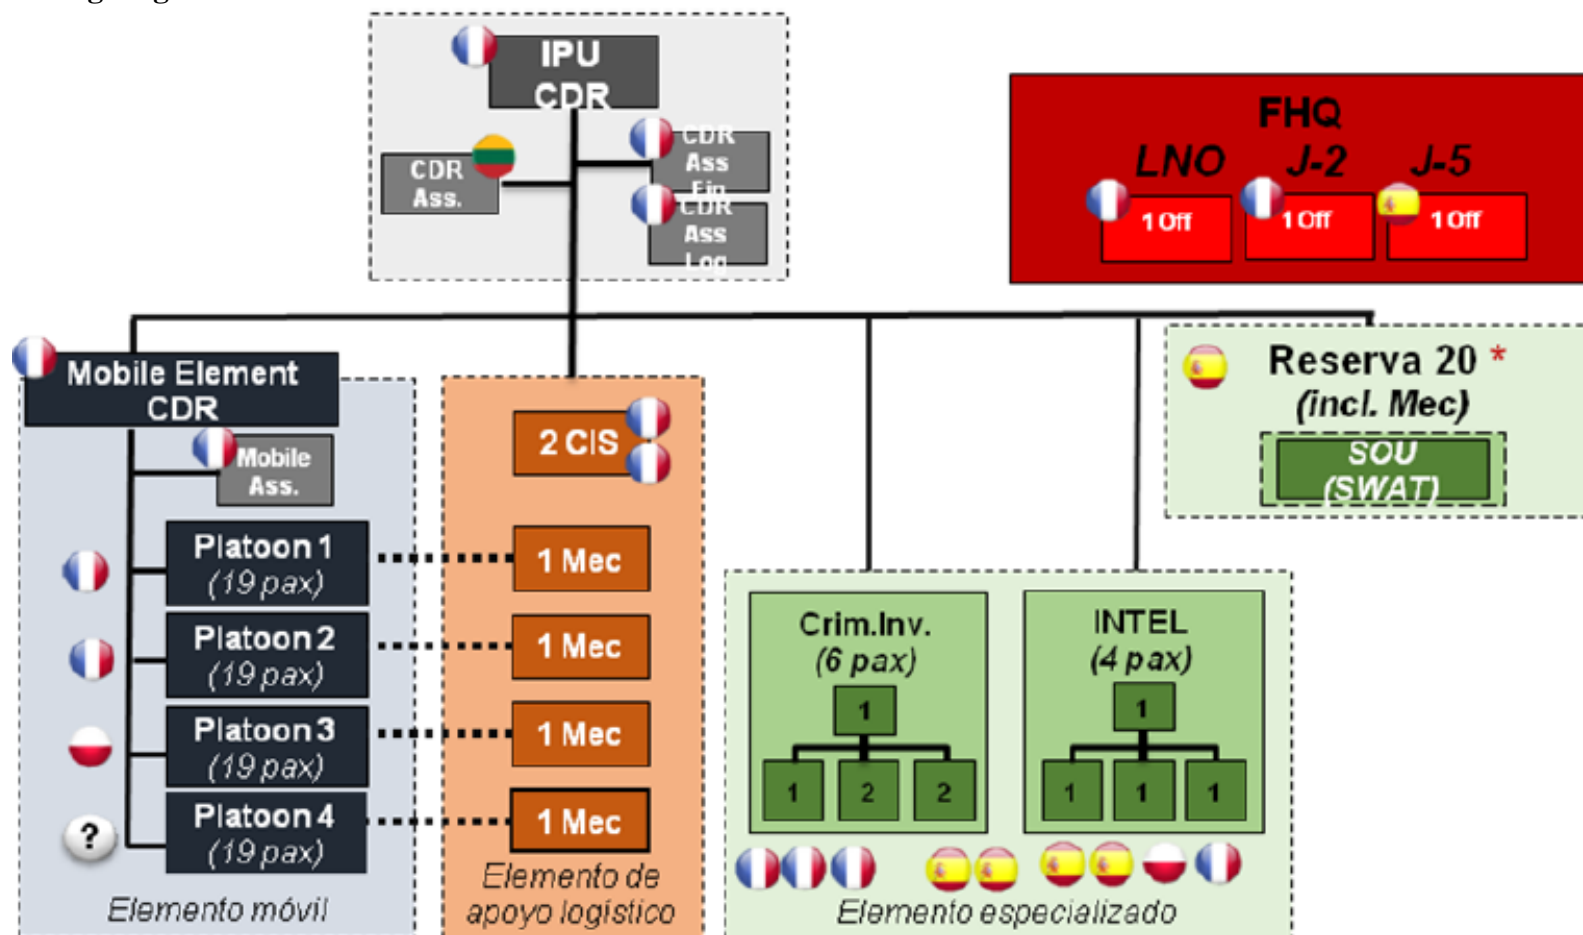 IPU
CDR
CDR
Ass.
CDR
Ass
Fin
CDR
Ass
Log
FHQ
LNO J-2 J-5
1 Off 1 Off 1 Off
Mobile Element
CDR
Mobile
Ass.
Platoon 1
(19 pax)
Platoon 2
(19 pax)
Platoon 3
(19 pax)
?
Platoon 4
(19 pax)
Elemento móvil
2 CIS
1 Mec
1 Mec
1 Mec
1 Mec
Elemento de
apoyo logístico
Crim.Inv.
(6 pax)
1
1 2 2
INTEL
(4 pax)
1
1 1 1
Elemento especializado
Reserva 20 *
(incl. Mec)
SOU
(SWAT)